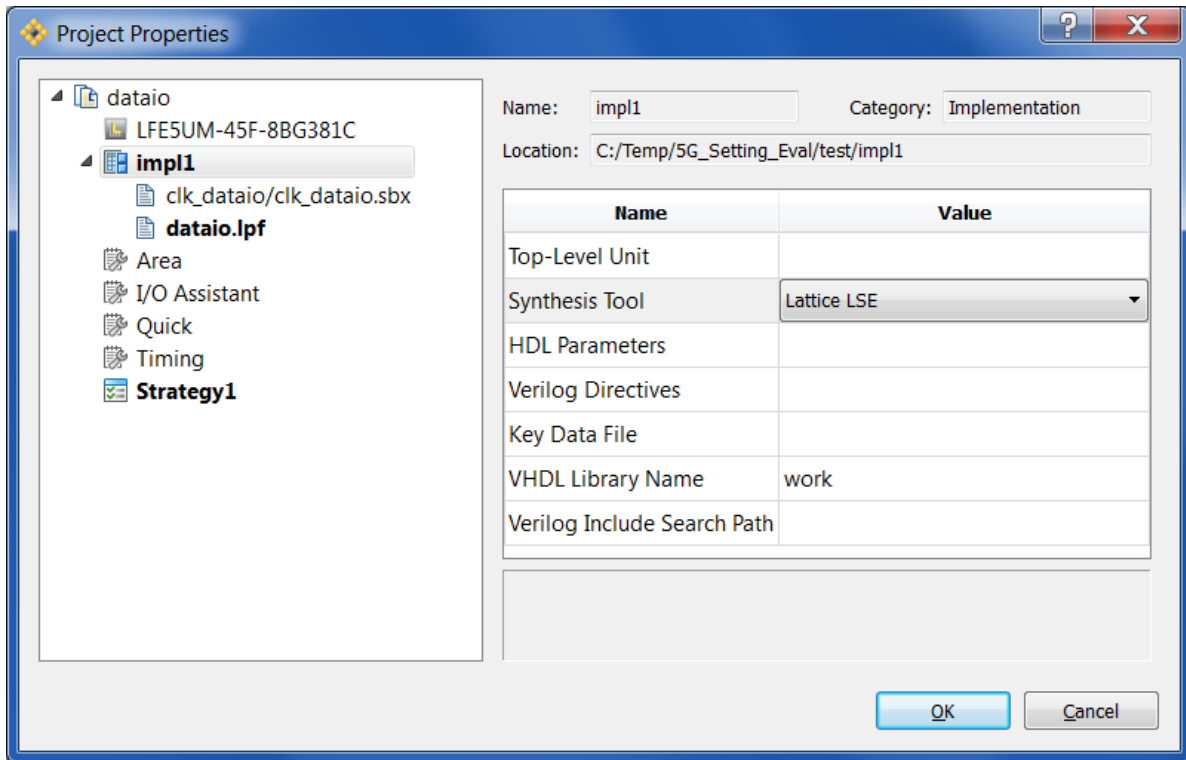 Project Properties
dataio
LFE5UM-45F-8BG381C
impl1
clk_dataio/clk_dataio.sbx
dataio.lpf
Area
I/O Assistant
Quick
Timing
Strategy1
Name: impl1 Category: Implementation
Location: C:/Temp/5G_Setting_Eval/test/impl1
Name Value
Top-Level Unit
Synthesis Tool Lattice LSE
HDL Parameters
Verilog Directives
Key Data File
VHDL Library Name work
Verilog Include Search Path
OK Cancel